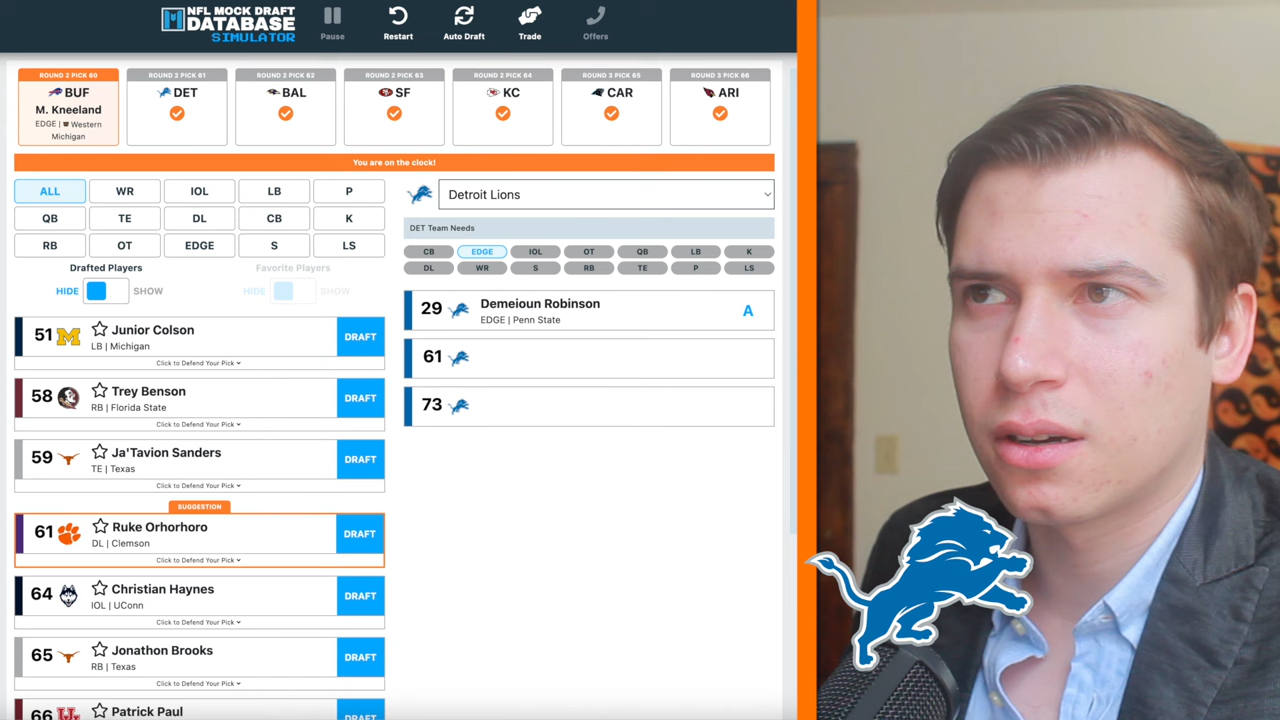 NFL MOCK DRAFT
DATABASE
SIMULATOR
Pause
Restart
Auto Draft
Trade
Offers
ROUND 2 PICK 60
BUF
M. Kneeland
EDGE | Western
Michigan
ROUND 2 PICK 61
DET
ROUND 2 PICK 62
BAL
ROUND 2 PICK 63
SF
ROUND 2 PICK 64
KC
ROUND 3 PICK 65
CAR
ROUND 3 PICK 66
ARI
You are on the clock!
ALL WR IOL LB P
QB TE DL CB K
RB OT EDGE S LS
Drafted Players
HIDE SHOW
Favorite Players
HIDE SHOW
51 Junior Colson
LB | Michigan
DRAFT
Click to Defend Your Pick
58 Trey Benson
RB | Florida State
DRAFT
Click to Defend Your Pick
59 Ja'Tavion Sanders
TE | Texas
DRAFT
Click to Defend Your Pick
SUGGESTION
61 Ruke Orhorhoro
DL | Clemson
DRAFT
Click to Defend Your Pick
64 Christian Haynes
IOL | UConn
DRAFT
Click to Defend Your Pick
65 Jonathon Brooks
RB | Texas
DRAFT
Click to Defend Your Pick
66 Patrick Paul
DRAFT
Detroit Lions
DET Team Needs
CB EDGE IOL OT QB LB K
DL WR S RB TE P LS
29 Demeioun Robinson
EDGE | Penn State
A
61
73